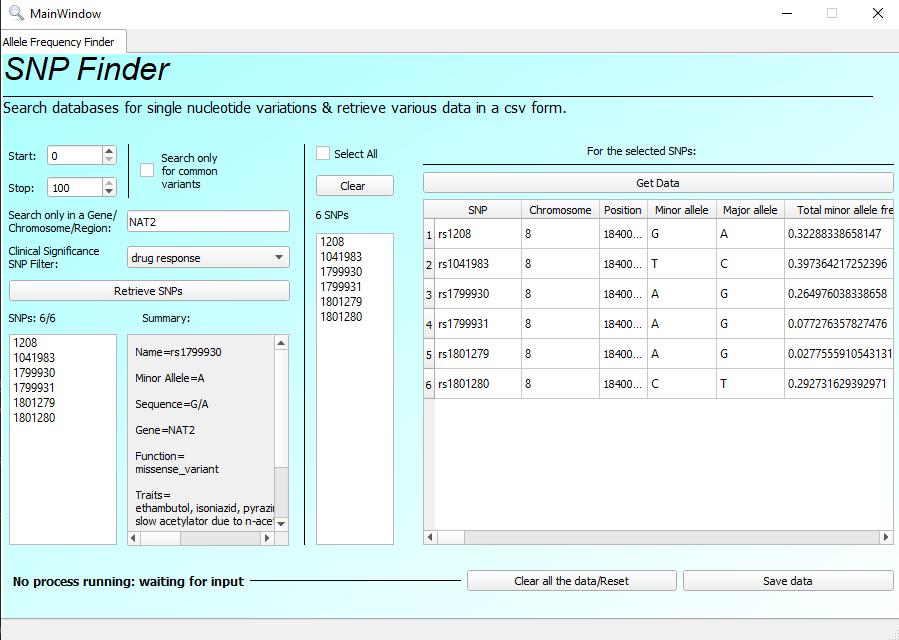 MainWindow
Allele Frequency Finder
SNP Finder
Search databases for single nucleotide variations & retrieve various data in a csv form.
Start: 0
Stop: 100
Search only
for common
variants
Search only in a Gene/
Chromosome/Region:
NAT2
Clinical Significance
SNP Filter:
drug response
Retrieve SNPs
SNPs: 6/6
1208
1041983
1799930
1799931
1801279
1801280
Summary:
Name=rs1799930
Minor Allele=A
Sequence=G/A
Gene=NAT2
Function=
missense_variant
Traits=
ethambutol, isoniazid, pyrazin
slow acetylator due to n-acet
Select All
Clear
6 SNPs
1208
1041983
1799930
1799931
1801279
1801280
For the selected SNPs:
Get Data
SNP Chromosome Position Minor allele Major allele Total minor allele fre
1 rs1208 8 18400... G A 0.32288338658147
2 rs1041983 8 18400... T C 0.397364217252396
3 rs1799930 8 18400... A G 0.264976038338658
4 rs1799931 8 18400... A G 0.077276357827476
5 rs1801279 8 18400... A G 0.0277555910543131
6 rs1801280 8 18400... C T 0.292731629392971
No process running: waiting for input
Clear all the data/Reset
Save data